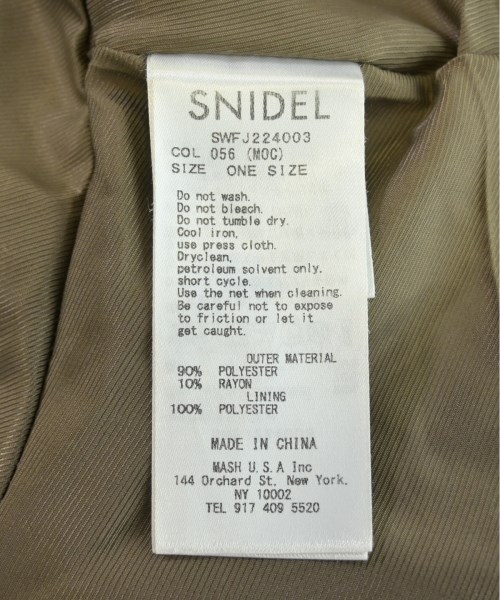 SNIDEL
SWFJ224003
COL 056 (MOC)
SIZE ONE SIZE
Do not wash.
Do not bleach.
Do not tumble dry.
Cool iron,
use press cloth.
Dryclean,
petroleum solvent only.
short cycle.
Use the net when cleaning.
Be careful not to expose
to friction or let it
get caught.
OUTER MATERIAL
90% POLYESTER
10% RAYON
LINING
100% POLYESTER
MADE IN CHINA
MASH U.S.A Inc
144 Orchard St. New York.
NY 10002
TEL 917 409 5520